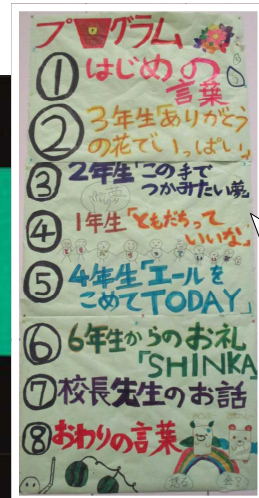 プログラム
①はじめの
言葉
②3年生「ありがとう
の花でいっぱい」
③2年生「この手で
つかみたい夢」
④1年生「ともだちって
いいな」
⑤4年生「エールを
こめてTODAY」
⑥6年生からのお礼
「SHINKA」
⑦校長先生のお話
⑧おわりの言葉